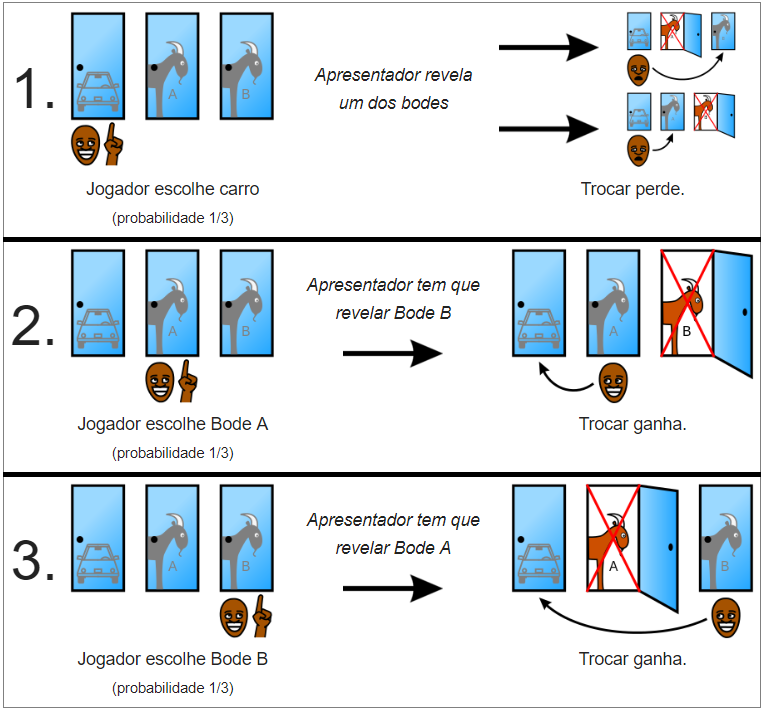 1.
A
B
Apresentador revela
um dos bodes
Jogador escolhe carro
(probabilidade 1/3)
Trocar perde.
2.
A
B
Apresentador tem que
revelar Bode B
A
B
Jogador escolhe Bode A
(probabilidade 1/3)
Trocar ganha.
3.
A
B
Apresentador tem que
revelar Bode A
A
B
Jogador escolhe Bode B
(probabilidade 1/3)
Trocar ganha.